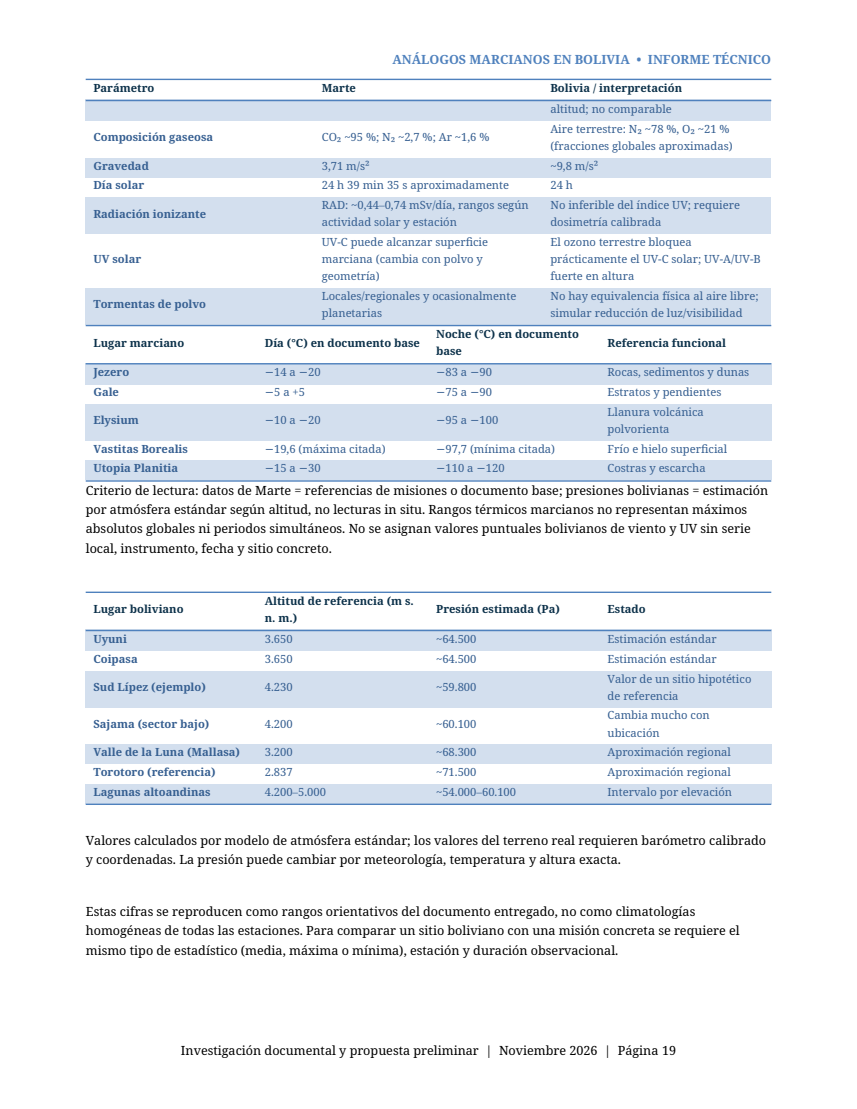 ANÁLOGOS MARCIANOS EN BOLIVIA • INFORME TÉCNICO
Parámetro Marte Bolivia / interpretación
altitud; no comparable
Composición gaseosa CO₂ ~95 %; N₂ ~2,7 %; Ar ~1,6 % Aire terrestre: N₂ ~78 %, O₂ ~21 %
(fracciones globales aproximadas)
Gravedad 3,71 m/s² ~9,8 m/s²
Día solar 24 h 39 min 35 s aproximadamente 24 h
Radiación ionizante RAD: ~0,44–0,74 mSv/día, rangos según
actividad solar y estación No inferible del índice UV; requiere
dosimetría calibrada
UV solar UV-C puede alcanzar superficie
marciana (cambia con polvo y
geometría) El ozono terrestre bloquea
prácticamente el UV-C solar; UV-A/UV-B
fuerte en altura
Tormentas de polvo Locales/regionales y ocasionalmente
planetarias No hay equivalencia física al aire libre;
simular reducción de luz/visibilidad
Lugar marciano Día (°C) en documento base Noche (°C) en documento
base Referencia funcional
Jezero −14 a −20 −83 a −90 Rocas, sedimentos y dunas
Gale −5 a +5 −75 a −90 Estratos y pendientes
Elysium −10 a −20 −95 a −100 Llanura volcánica
polvorienta
Vastitas Borealis −19,6 (máxima citada) −97,7 (mínima citada) Frío e hielo superficial
Utopia Planitia −15 a −30 −110 a −120 Costras y escarcha
Criterio de lectura: datos de Marte = referencias de misiones o documento base; presiones bolivianas = estimación
por atmósfera estándar según altitud, no lecturas in situ. Rangos térmicos marcianos no representan máximos
absolutos globales ni periodos simultáneos. No se asignan valores puntuales bolivianos de viento y UV sin serie
local, instrumento, fecha y sitio concreto.
Lugar boliviano Altitud de referencia (m s.
n. m.) Presión estimada (Pa) Estado
Uyuni 3.650 ~64.500 Estimación estándar
Coipasa 3.650 ~64.500 Estimación estándar
Sud Lípez (ejemplo) 4.230 ~59.800 Valor de un sitio hipotético
de referencia
Sajama (sector bajo) 4.200 ~60.100 Cambia mucho con
ubicación
Valle de la Luna (Mallasa) 3.200 ~68.300 Aproximación regional
Torotoro (referencia) 2.837 ~71.500 Aproximación regional
Lagunas altoandinas 4.200–5.000 ~54.000–60.100 Intervalo por elevación
Valores calculados por modelo de atmósfera estándar; los valores del terreno real requieren barómetro calibrado
y coordenadas. La presión puede cambiar por meteorología, temperatura y altura exacta.
Estas cifras se reproducen como rangos orientativos del documento entregado, no como climatologías
homogéneas de todas las estaciones. Para comparar un sitio boliviano con una misión concreta se requiere el
mismo tipo de estadístico (media, máxima o mínima), estación y duración observacional.
Investigación documental y propuesta preliminar | Noviembre 2026 | Página 19